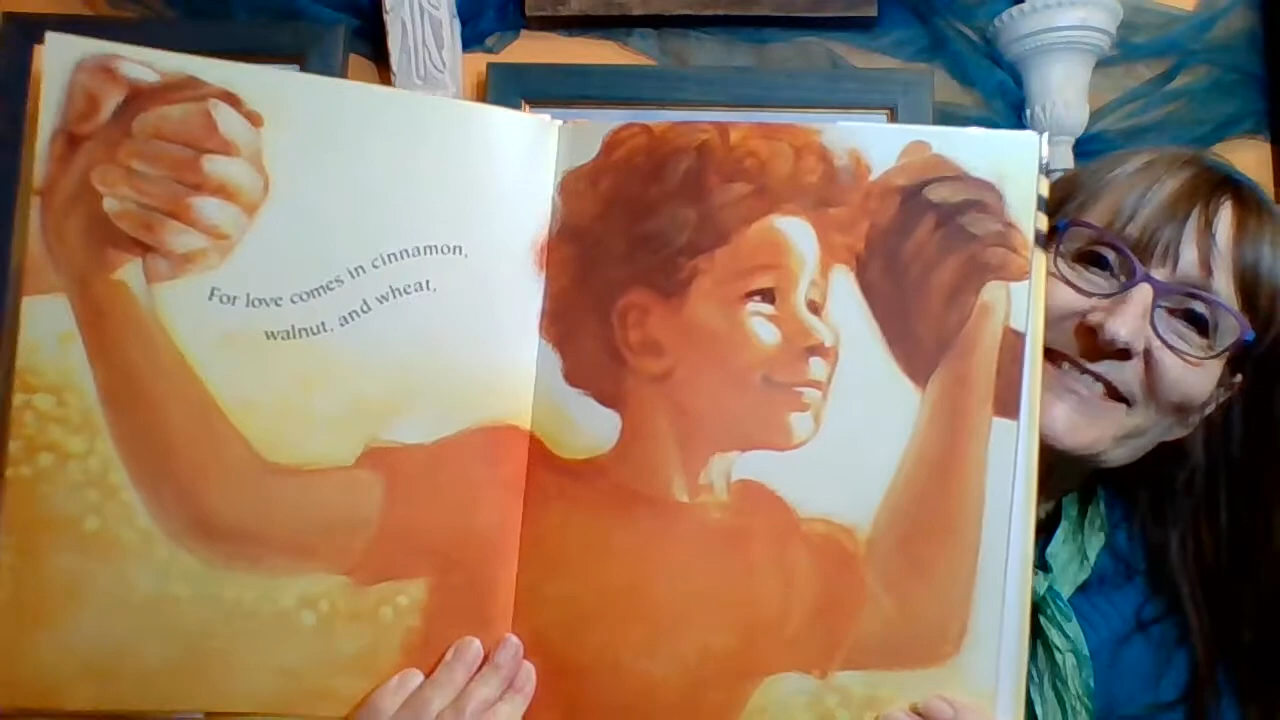 For love comes in cinnamon,
walnut, and wheat,